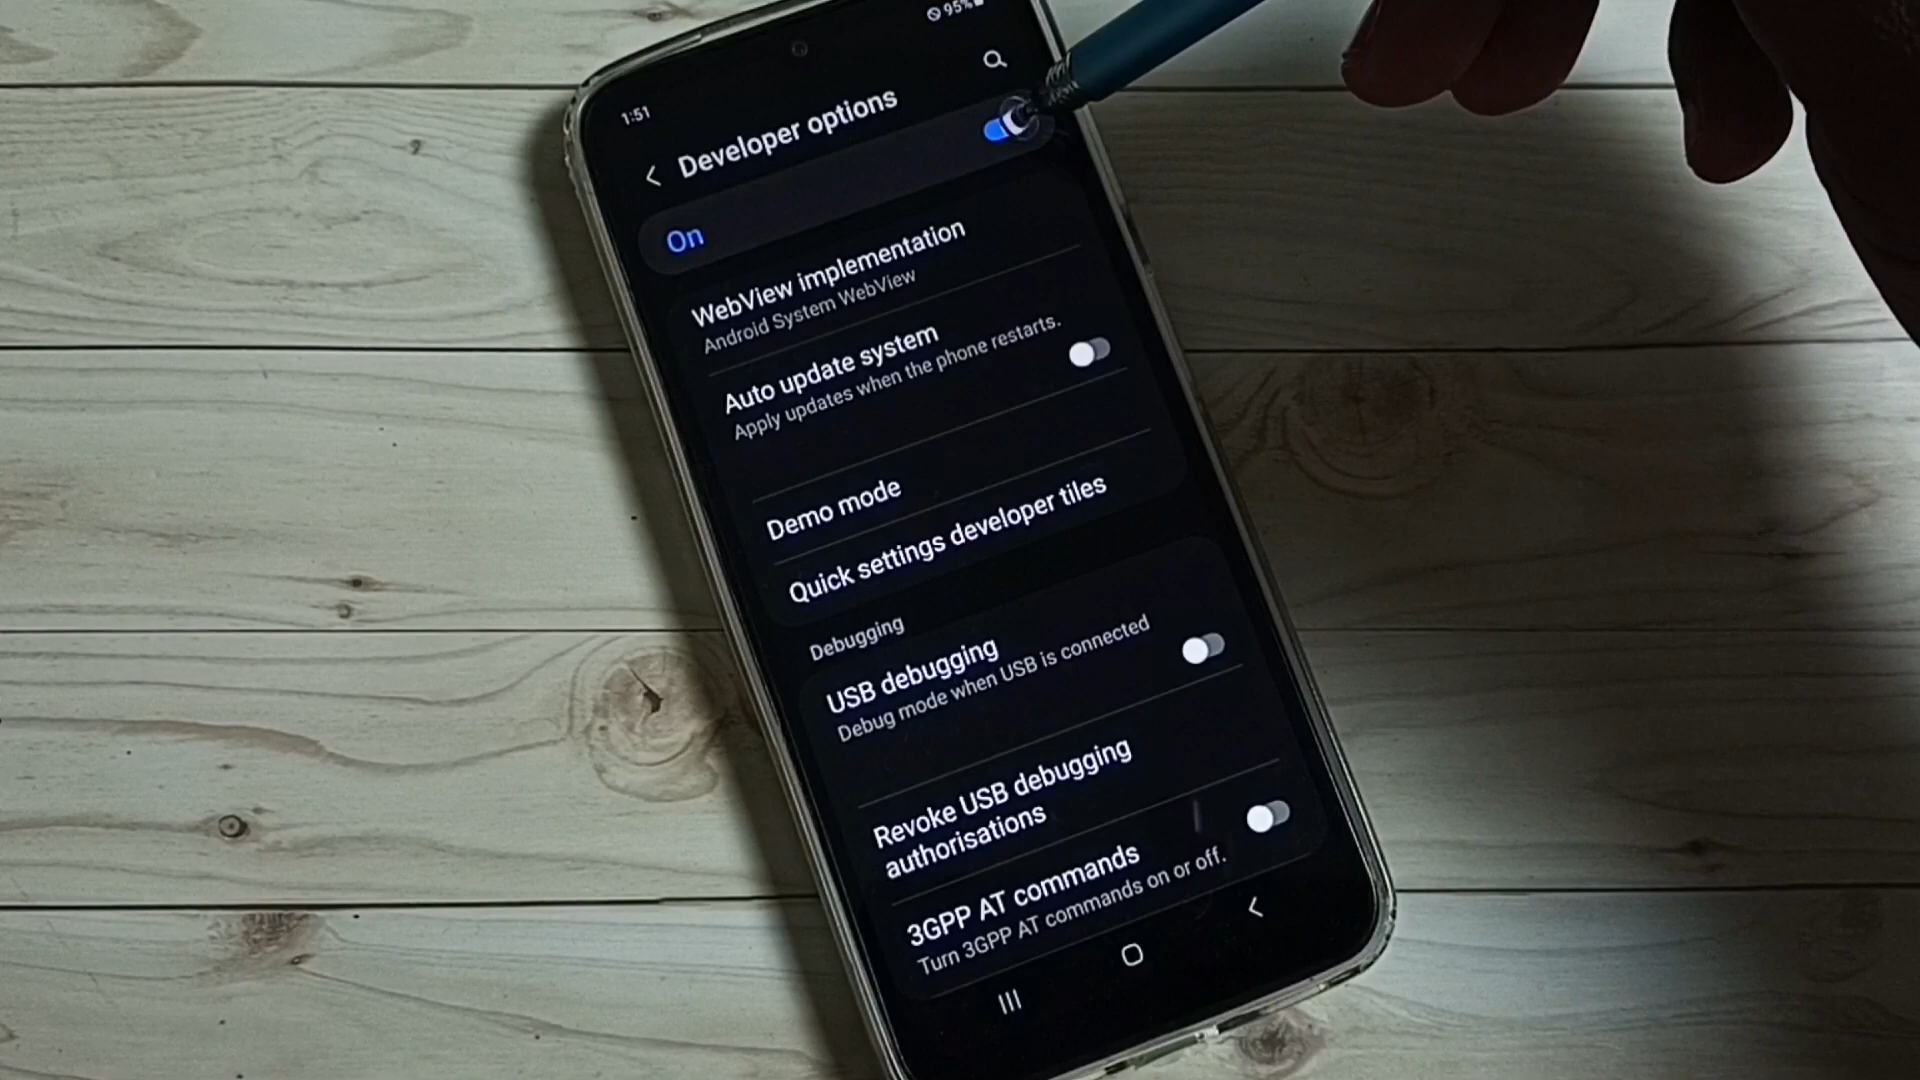 95%
1:51
Developer options
On
WebView implementation
Android System WebView
Auto update system
Apply updates when the phone restarts.
Demo mode
Quick settings developer tiles
Debugging
USB debugging
Debug mode when USB is connected
Revoke USB debugging
authorisations
3GPP AT commands
Turn 3GPP AT commands on or off.